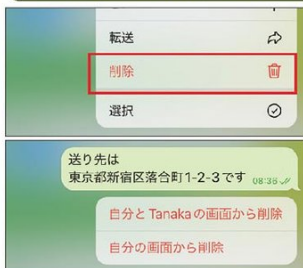 転送
削除
選択
送り先は
東京都新宿区落合町1-2-3です 08:36
自分とTanakaの画面から削除
自分の画面から削除